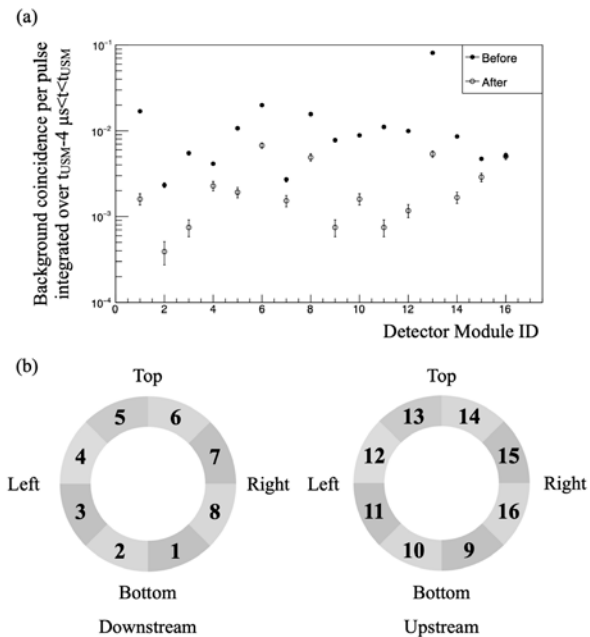 (a)
Background coincidence per pulse
integrated over tUSM-4 μs<t<tUSM
10⁻¹
10⁻²
10⁻³
10⁻⁴
Before
After
0 2 4 6 8 10 12 14 16
Detector Module ID
(b)
Top Top
5 6 13 14
4 7 12 15
Left Right Left Right
3 8 11 16
2 1 10 9
Bottom Bottom
Downstream Upstream